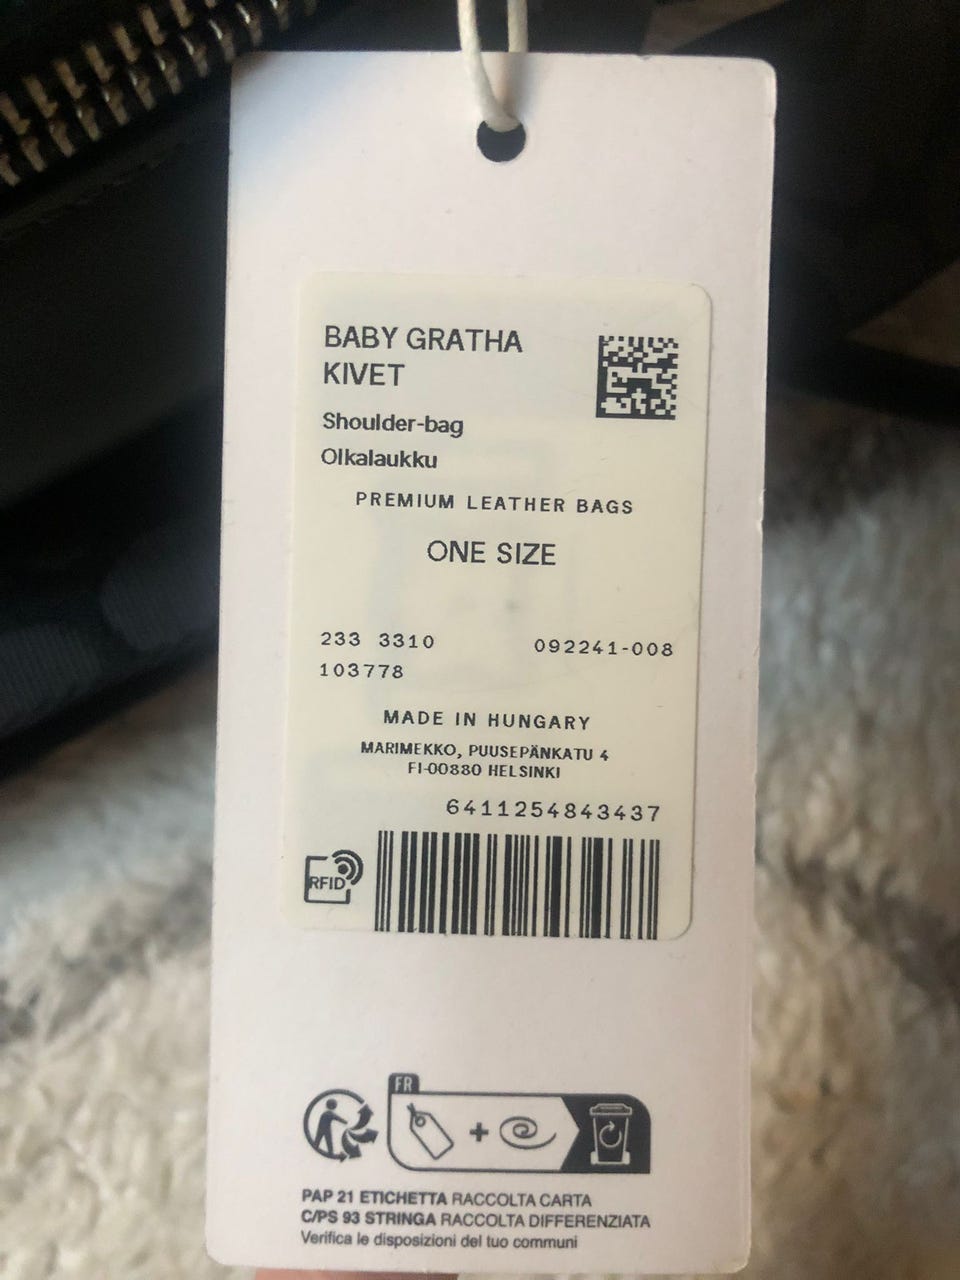 BABY GRATHA
KIVET
Shoulder-bag
Olkalaukku
PREMIUM LEATHER BAGS
ONE SIZE
233 3310 092241-008
103778
MADE IN HUNGARY
MARIMEKKO, PUUSEPÄNKATU 4
FI-00880 HELSINKI
6411254843437
RFID
FR
+
PAP 21 ETICHETTA RACCOLTA CARTA
C/PS 93 STRINGA RACCOLTA DIFFERENZIATA
Verifica le disposizioni del tuo communi